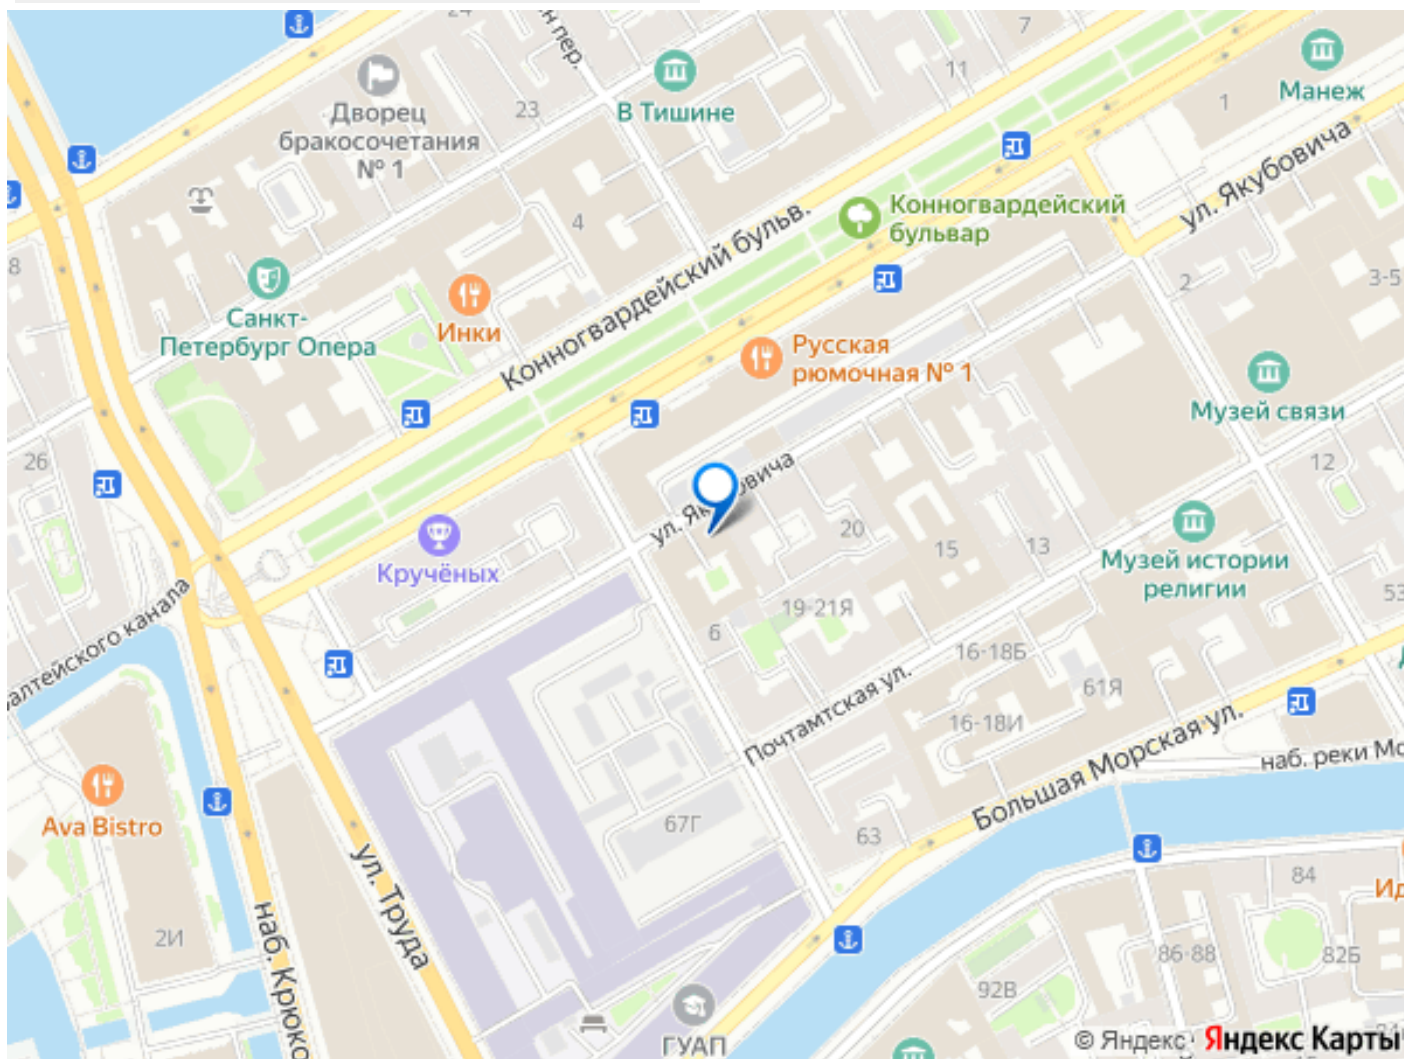 24
н пер.
7
11
Манеж
1
Дворец
бракосочетания
№ 1
23
В Тишине
ул. Якубовича
Конногвардейский
бульвар
4
Конногвардейский бульв.
8
Санкт-
Петербург Опера
Инки
2
3-5
Русская
рюмочная № 1
Музей связи
26
12
ул. Як
овича
20
15
13
Кручёных
Музей истории
религии
53
19-21Я
6
16-18Б
алтейского канала
61Я
Почтамтская ул.
16-18И
Большая Морская ул.
наб. реки Мо
Ava Bistro
67Г
63
84
Ид
ул. Труда
2И
наб. Крюко
86-88
82Б
92В
ГУАП
© Яндекс Яндекс Карты